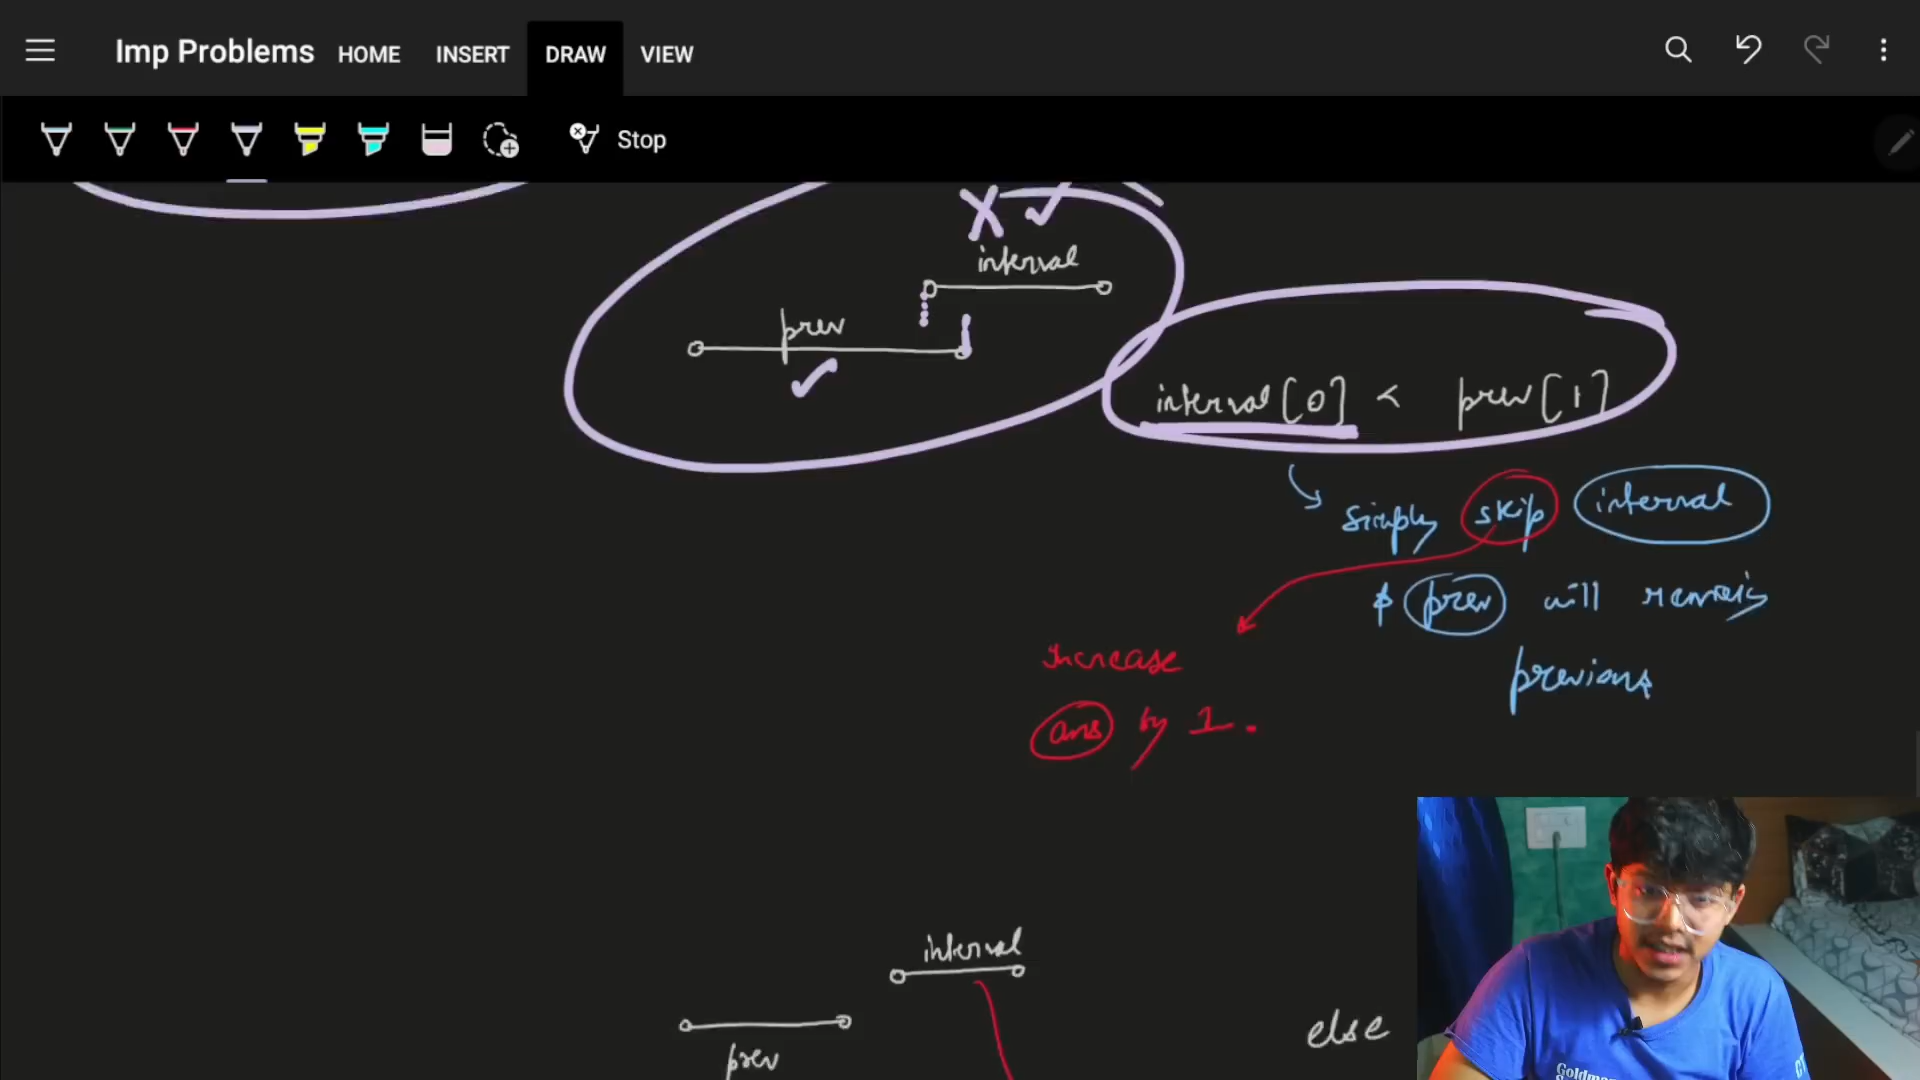 Imp Problems HOME INSERT DRAW VIEW
Stop
interval
prev
interval[0] < prev[1]
simply skip interval
& prev will remain
previous
Increase
ans by 1.
interval
prev
else